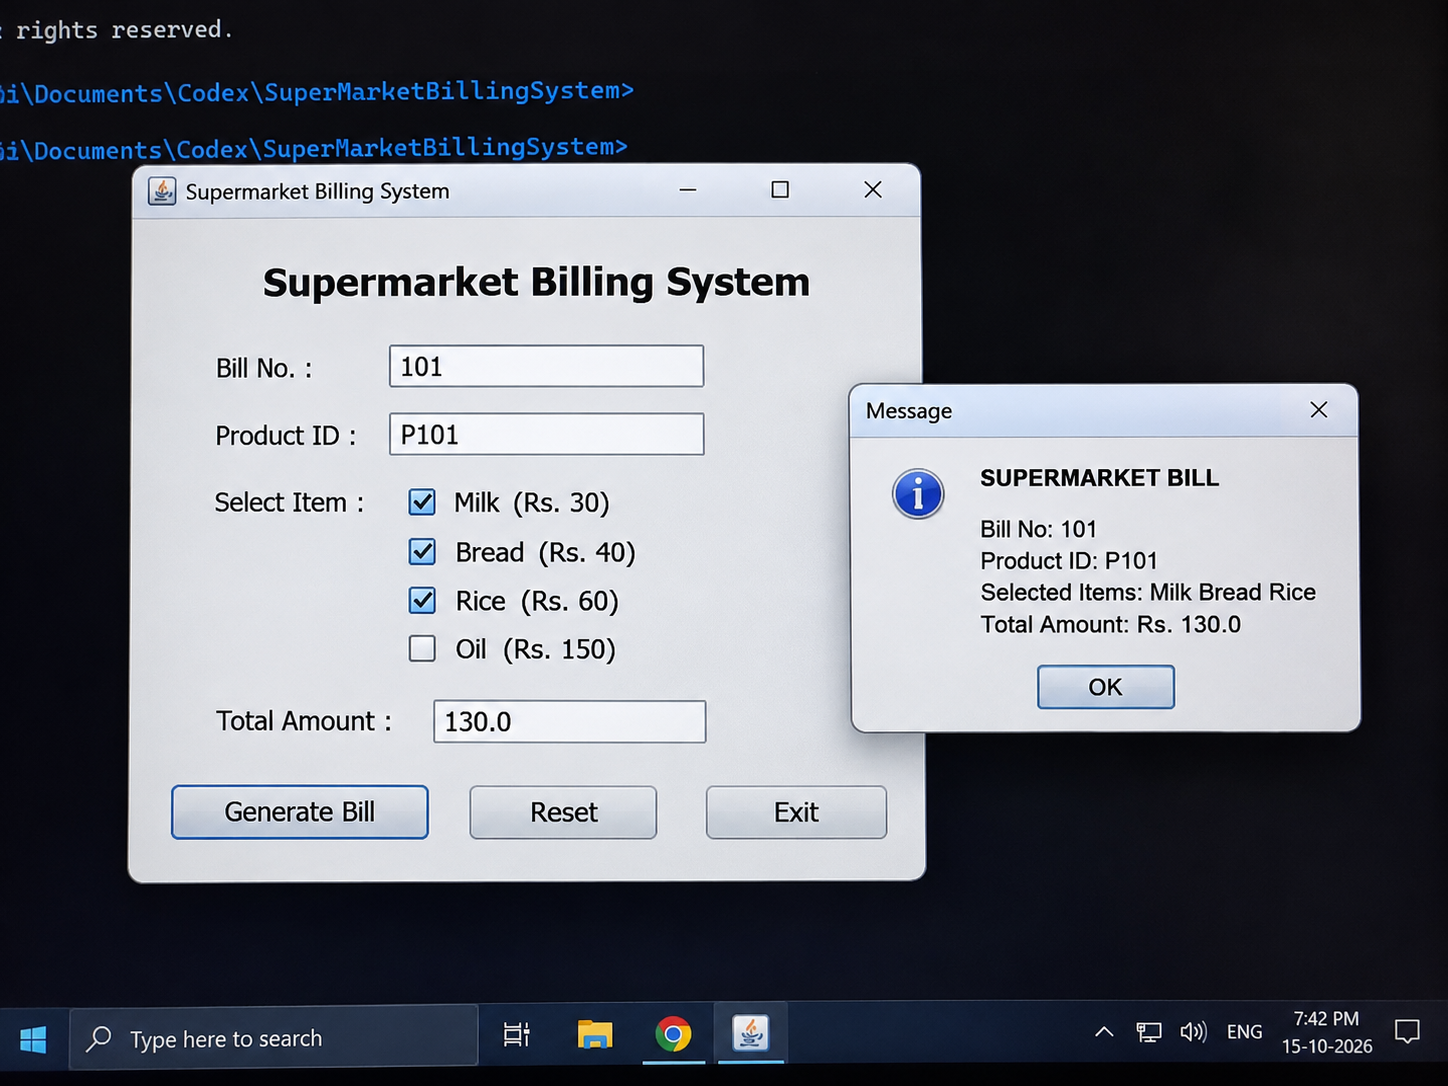 rights reserved.
i\Documents\Codex\SuperMarketBillingSystem>
i\Documents\Codex\SuperMarketBillingSystem>
Supermarket Billing System
Supermarket Billing System
Bill No. : 101
Product ID : P101
Select Item : Milk (Rs. 30)
Bread (Rs. 40)
Rice (Rs. 60)
Oil (Rs. 150)
Total Amount : 130.0
Generate Bill Reset Exit
Message
SUPERMARKET BILL
Bill No: 101
Product ID: P101
Selected Items: Milk Bread Rice
Total Amount: Rs. 130.0
OK
Type here to search
ENG
7:42 PM
15-10-2026